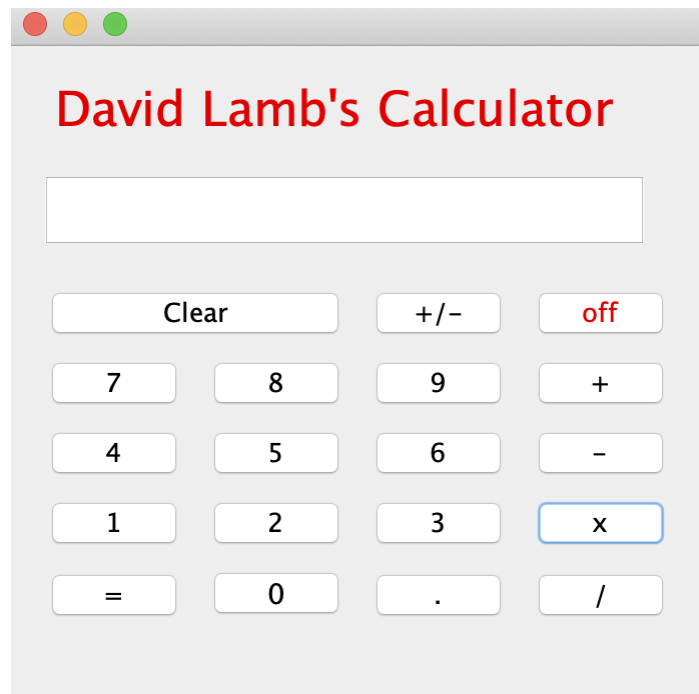 David Lamb's Calculator
Clear +/- off
7 8 9 +
4 5 6 -
1 2 3 x
= 0 . /